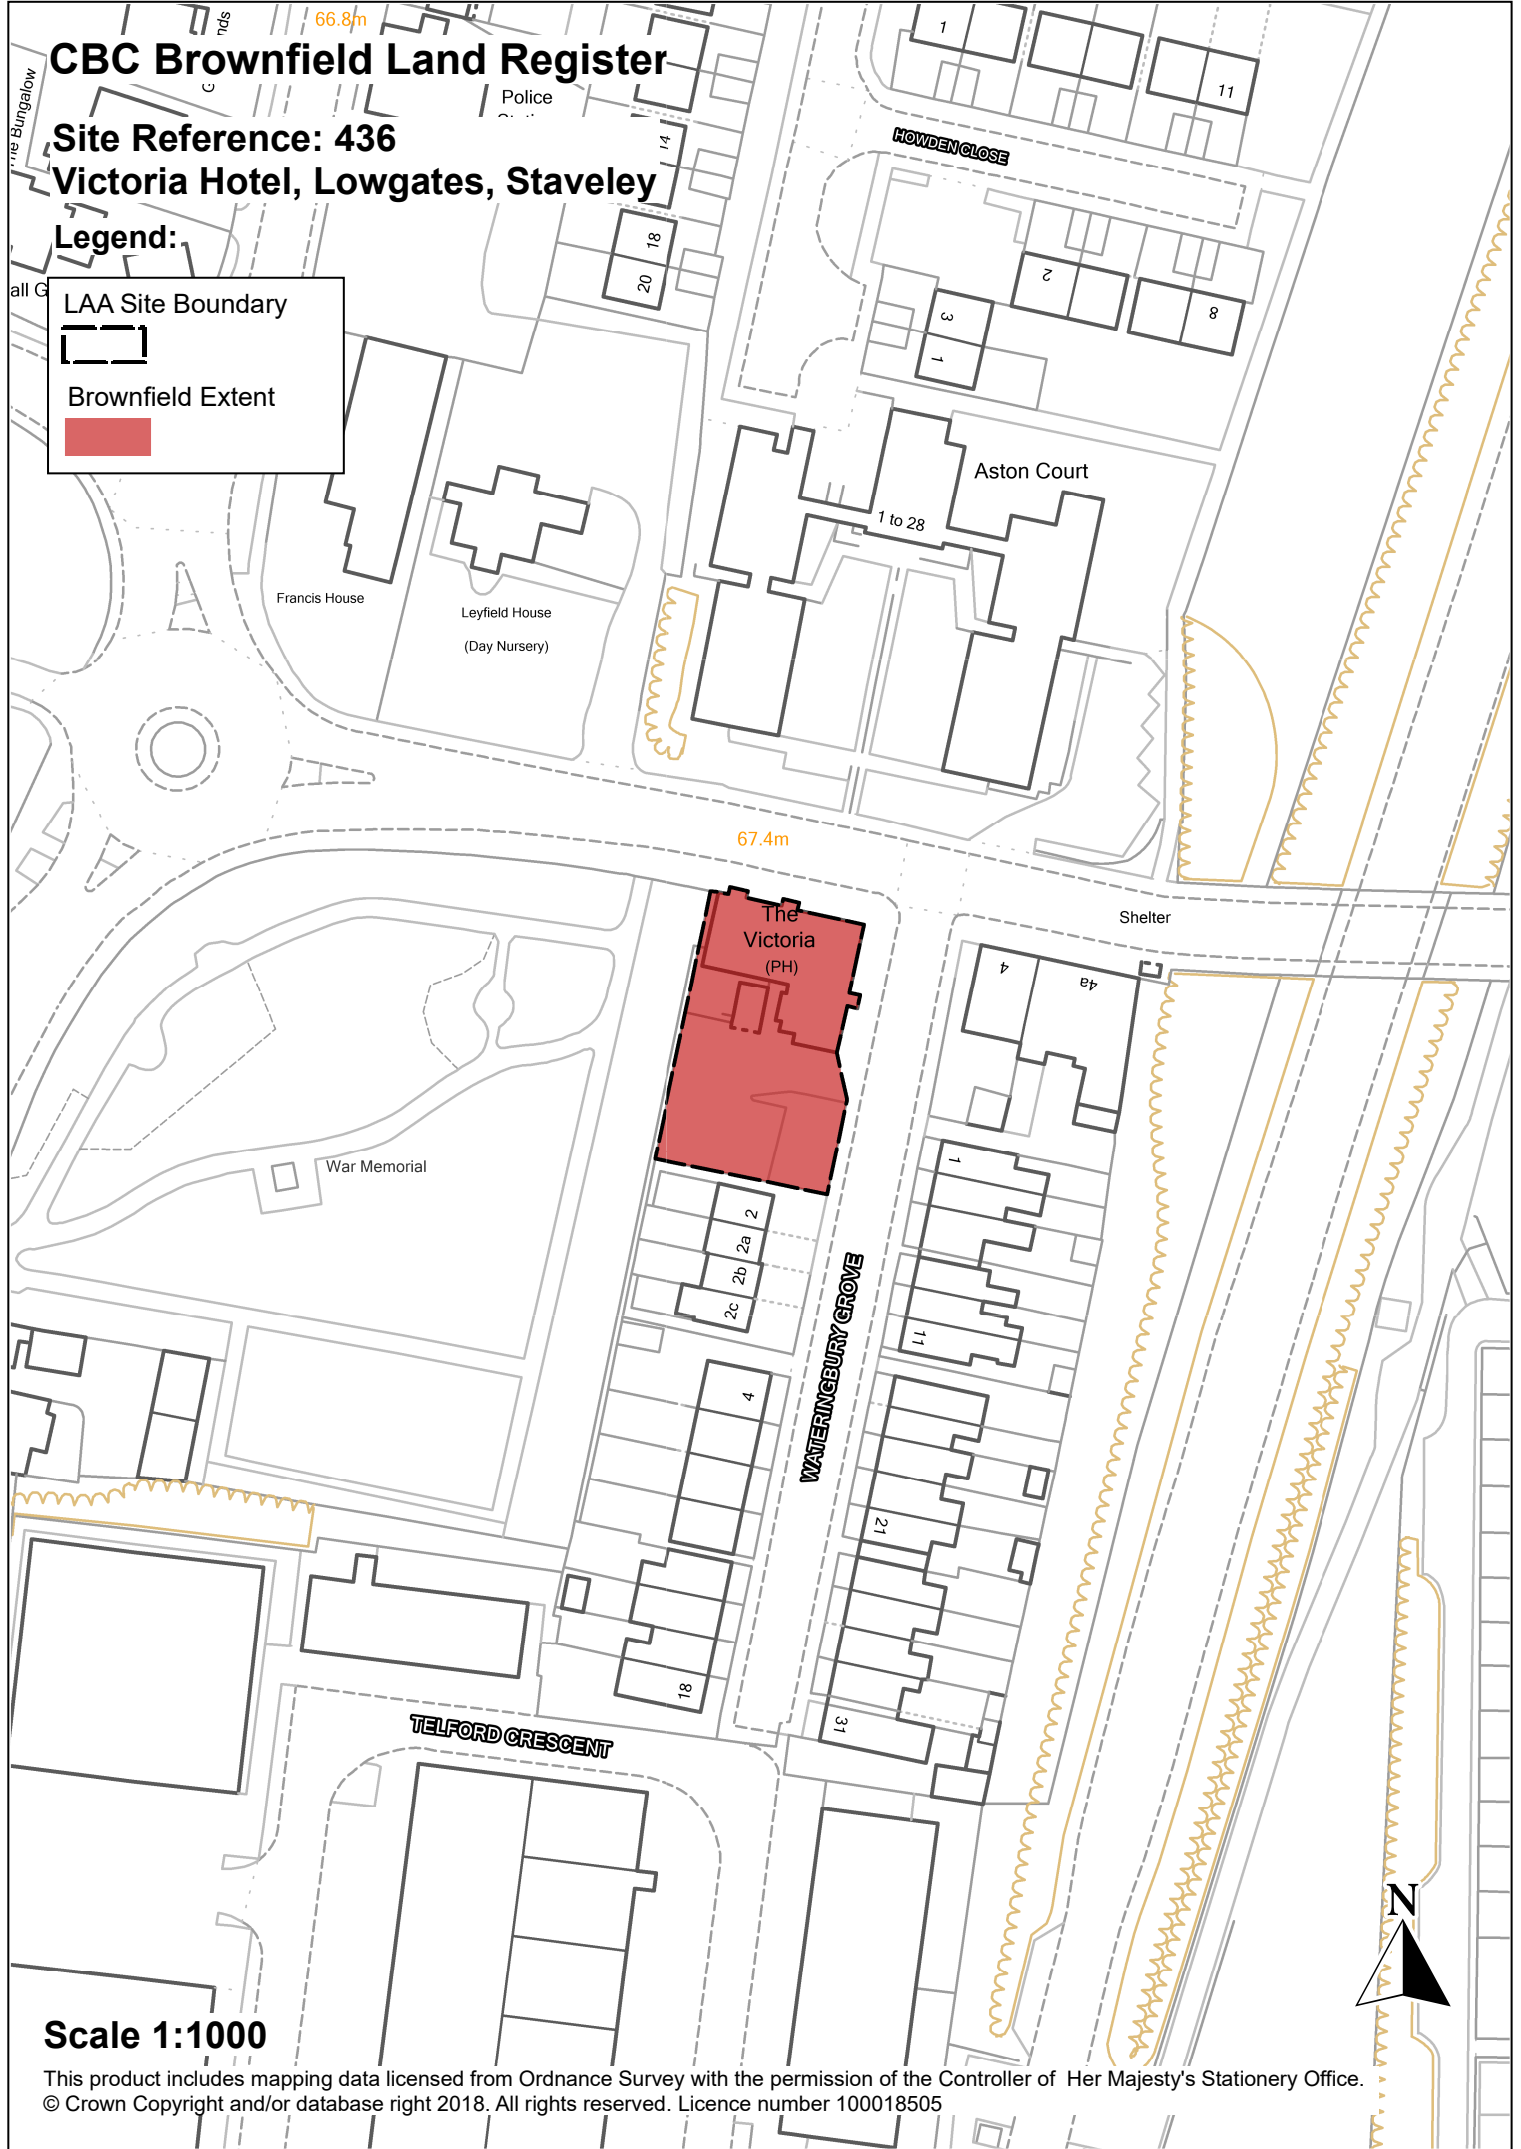 66.8m
CBC Brownfield Land Register
Police
Site Reference: 436
Victoria Hotel, Lowgates, Staveley
Legend:
LAA Site Boundary
Brownfield Extent
Bungalow
all G
14
18
20
1
11
HOWDEN CLOSE
2
8
3
1
Aston Court
1 to 28
Francis House
Leyfield House
(Day Nursery)
67.4m
The
Victoria
(PH)
Shelter
4
4a
War Memorial
1
2
2a
2b
2c
11
WATERINGBURY GROVE
4
21
18
31
TELFORD CRESCENT
N
Scale 1:1000
This product includes mapping data licensed from Ordnance Survey with the permission of the Controller of Her Majesty's Stationery Office.
© Crown Copyright and/or database right 2018. All rights reserved. Licence number 100018505